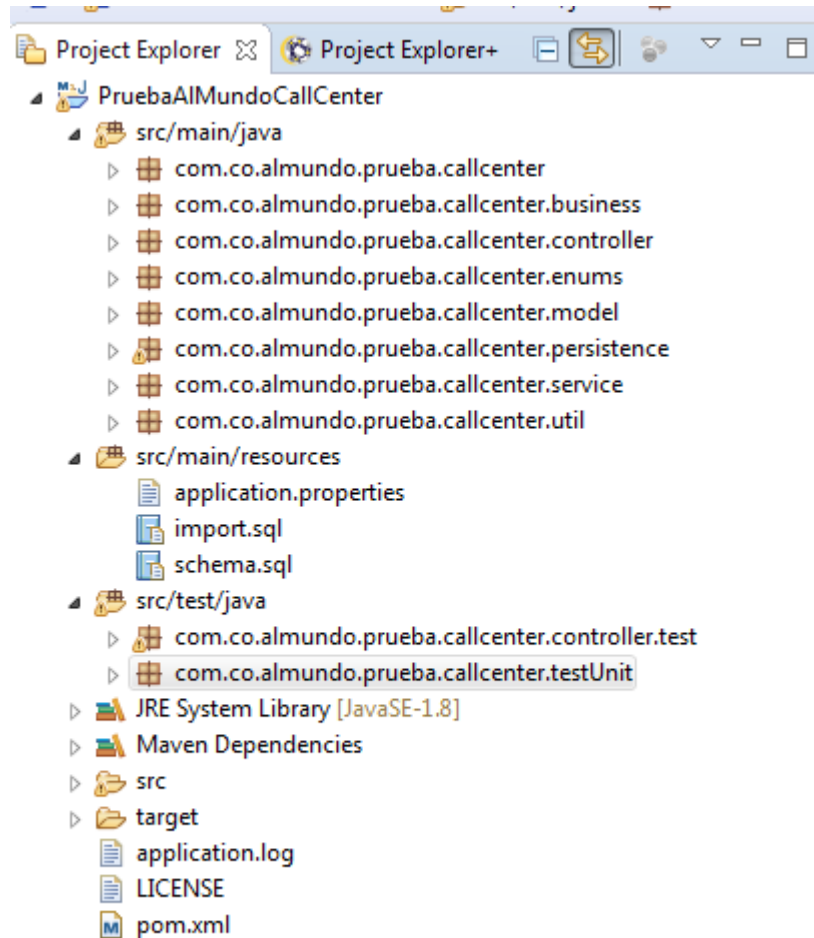 Project Explorer Project Explorer+
PruebaAlMundoCallCenter
src/main/java
com.co.almundo.prueba.callcenter
com.co.almundo.prueba.callcenter.business
com.co.almundo.prueba.callcenter.controller
com.co.almundo.prueba.callcenter.enums
com.co.almundo.prueba.callcenter.model
com.co.almundo.prueba.callcenter.persistence
com.co.almundo.prueba.callcenter.service
com.co.almundo.prueba.callcenter.util
src/main/resources
application.properties
import.sql
schema.sql
src/test/java
com.co.almundo.prueba.callcenter.controller.test
com.co.almundo.prueba.callcenter.testUnit
JRE System Library [JavaSE-1.8]
Maven Dependencies
src
target
application.log
LICENSE
pom.xml